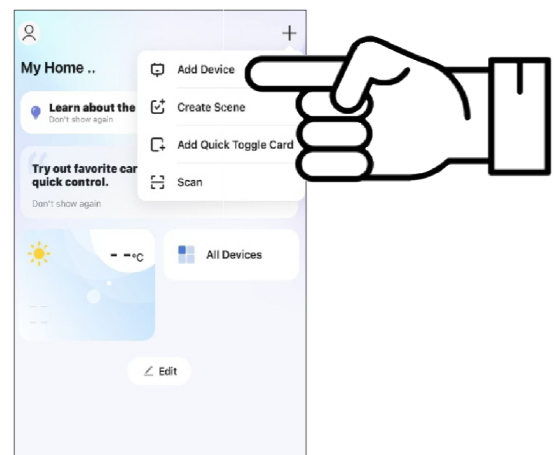 My Home ..
Add Device
Learn about the
Don't show again
Create Scene
Add Quick Toggle Card
Try out favorite car
quick control.
Scan
Don't show again
- -°C
All Devices
Edit